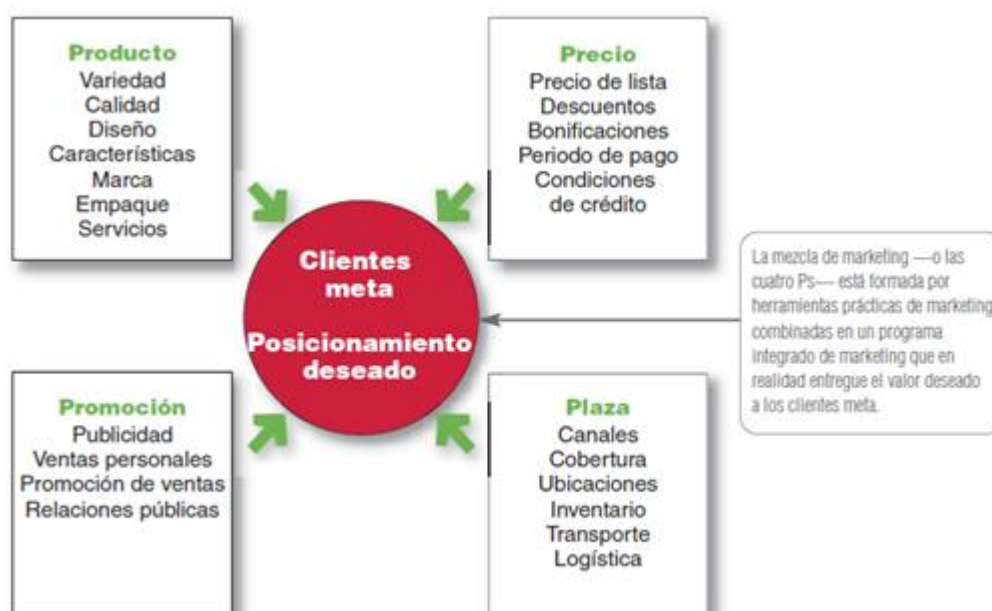 Producto
Variedad
Calidad
Diseño
Características
Marca
Empaque
Servicios
Precio
Precio de lista
Descuentos
Bonificaciones
Periodo de pago
Condiciones
de crédito
Clientes
meta
Posicionamiento
deseado
La mezcla de marketing —o las
cuatro Ps— está formada por
herramientas prácticas de marketing
combinadas en un programa
integrado de marketing que en
realidad entregue el valor deseado
a los clientes meta.
Promoción
Publicidad
Ventas personales
Promoción de ventas
Relaciones públicas
Plaza
Canales
Cobertura
Ubicaciones
Inventario
Transporte
Logística